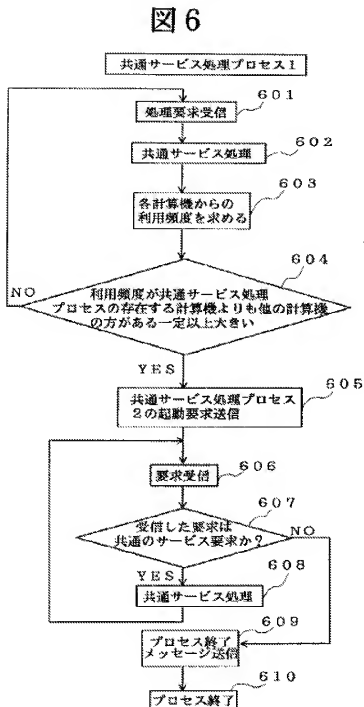 図6
共通サービス処理プロセス1
601
処理要求受信
602
共通サービス処理
603
各計算機からの
利用頻度を求める
604
NO
利用頻度が共通サービス処理
プロセスの存在する計算機よりも他の計算機
の方がある一定以上大きい
YES
605
共通サービス処理プロセス
2の起動要求送信
606
要求受信
607
受信した要求は
共通のサービス要求か?
NO
YES
608
共通サービス処理
609
プロセス終了
メッセージ送信
610
プロセス終了